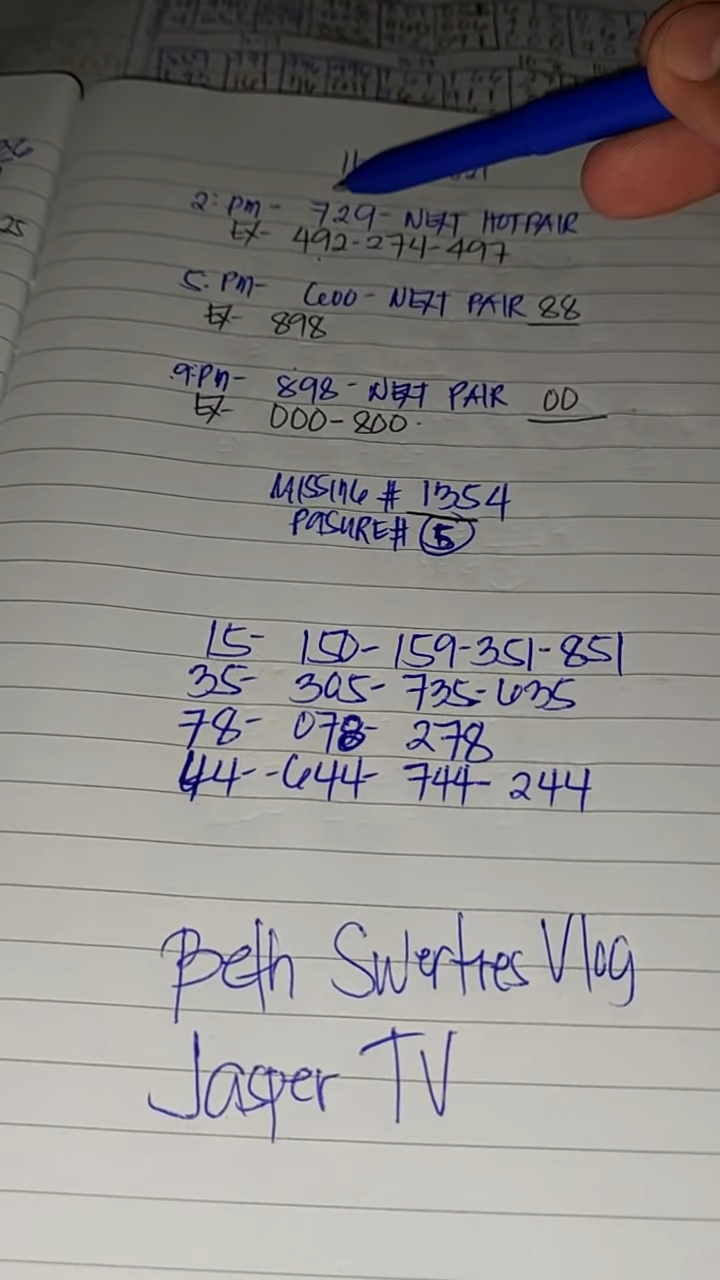 2:Pm- 729- NEXT HOTPAIR
EX- 492-274-497
5:Pm- 600- NEXT PAIR 88
EX- 898
9:Pm- 898- NEXT PAIR 00
EX- 000-800.
MISSING # 1354
PASURE# 5
15- 150- 159-351-851
35- 305- 735-635
78- 078- 278
44--644- 744- 244
Beth Swertres Vlog
Jasper TV
25